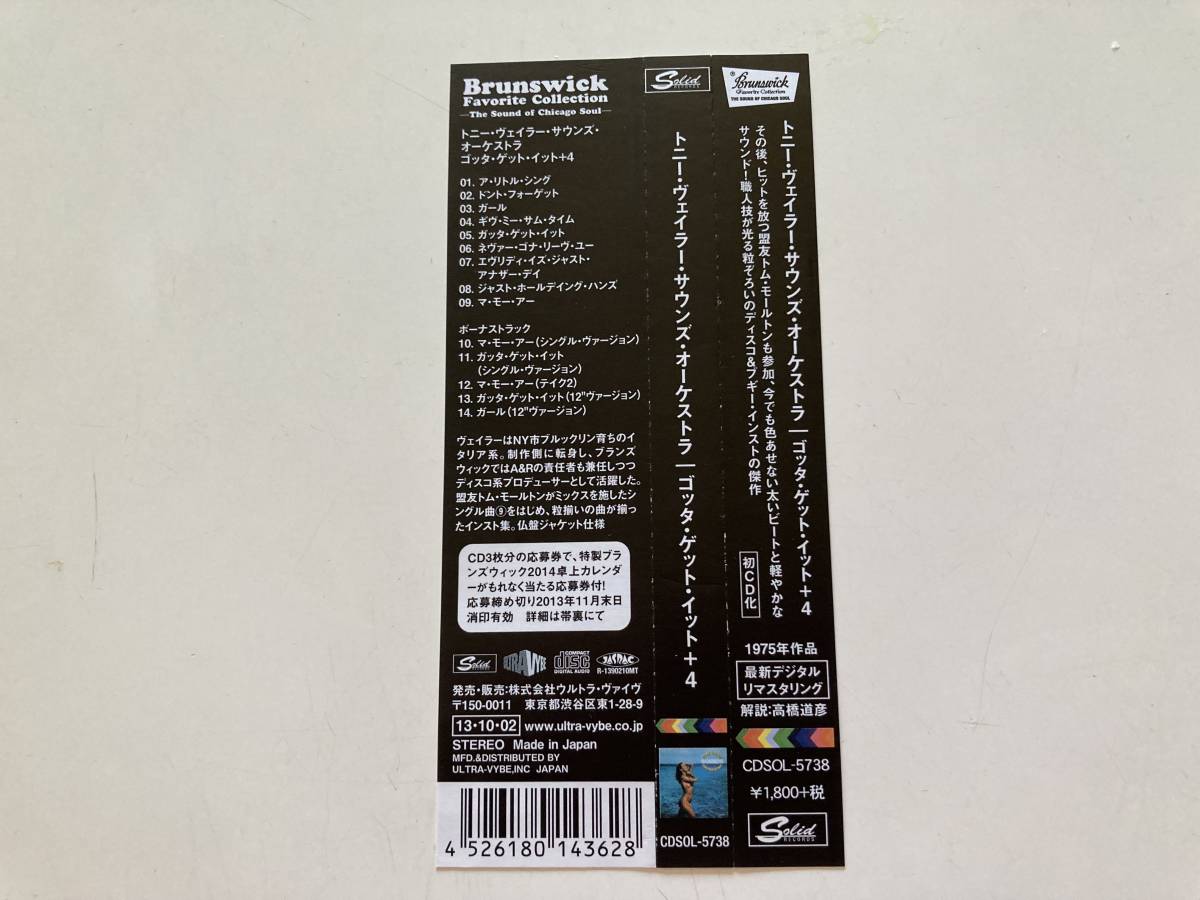 Brunswick
Favorite Collection
—The Sound of Chicago Soul—
トニー・ヴェイラー・サウンズ・
オーケストラ
ゴッタ・ゲット・イット+4
01. ア・リトル・シング
02. ドント・フォーゲット
03. ガール
04. ギヴ・ミー・サム・タイム
05. ガッタ・ゲット・イット
06. ネヴァー・ゴナ・リーヴ・ユー
07. エヴリディ・イズ・ジャスト・
アナザー・デイ
08. ジャスト・ホールデイング・ハンズ
09. マ・モー・アー
ボーナストラック
10. マ・モー・アー(シングル・ヴァージョン)
11. ガッタ・ゲット・イット
(シングル・ヴァージョン)
12. マ・モー・アー(テイク2)
13. ガッタ・ゲット・イット(12"ヴァージョン)
14. ガール(12"ヴァージョン)
ヴェイラーはNY市ブルックリン育ちのイ
タリア系。制作側に転身し、ブランズ
ウィックではA&Rの責任者も兼任しつつ
ディスコ系プロデューサーとして活躍した。
盟友トム・モールトンがミックスを施したシ
ングル曲⑨をはじめ、粒揃いの曲が揃っ
たインスト集。仏盤ジャケット仕様
CD3枚分の応募券で、特製ブラ
ンズウィック2014卓上カレンダ
ーがもれなく当たる応募券付!
応募締め切り2013年11月末日
消印有効 詳細は帯裏にて
Solid
RECORDS
ULTRA-VYBE
COMPACT
disc
DIGITAL AUDIO
JASRAC
R-1390210MT
発売・販売:株式会社ウルトラ・ヴァイヴ
〒150-0011 東京都渋谷区東1-28-9
13・10・02 www.ultra-vybe.co.jp
STEREO Made in Japan
MFD.&DISTRIBUTED BY
ULTRA-VYBE,INC JAPAN
4 526180 143628
Solid
RECORDS
トニー・ヴェイラー・サウンズ・オーケストラ|ゴッタ・ゲット・イット+4
CDSOL-5738
Brunswick
Favorite Collection
THE SOUND OF CHICAGO SOUL
トニー・ヴェイラー・サウンズ・オーケストラ|ゴッタ・ゲット・イット+4
その後、ヒットを放つ盟友トム・モールトンも参加、今でも色あせない太いビートと軽やかな
サウンド!職人技が光る粒ぞろいのディスコ&ブギー・インストの傑作
初CD化
1975年作品
最新デジタル
リマスタリング
解説:高橋道彦
CDSOL-5738
¥1,800+税
Solid
RECORDS